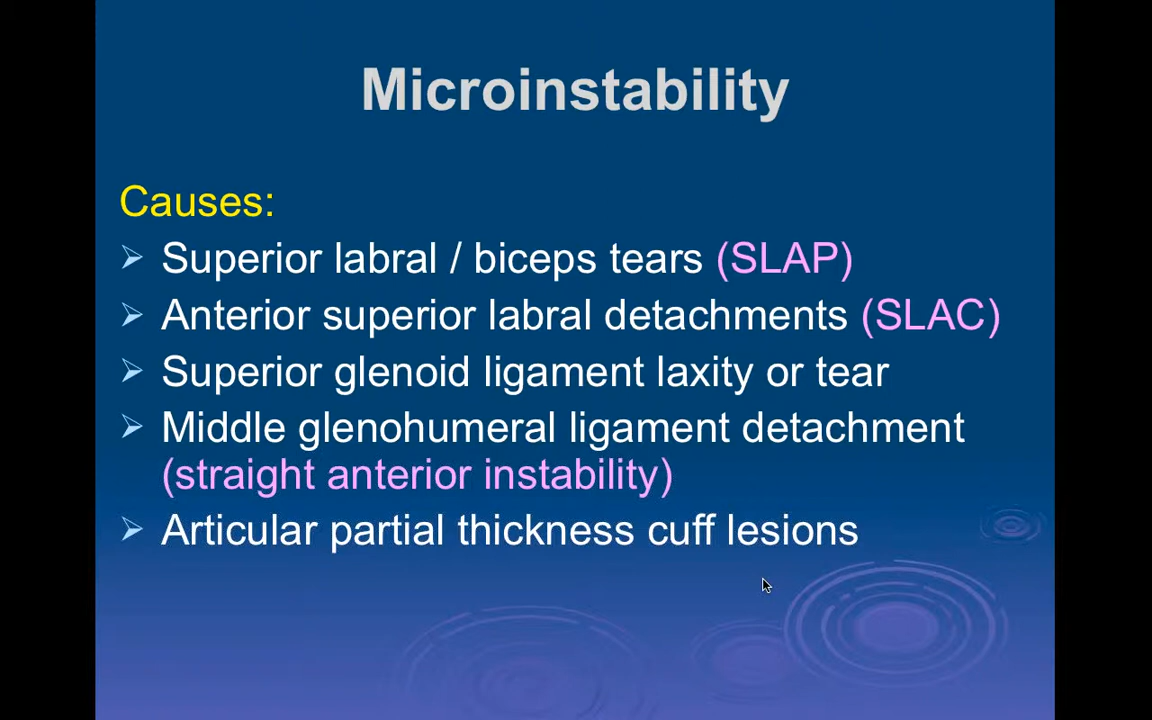 Microinstability
Causes:
➢ Superior labral / biceps tears (SLAP)
➢ Anterior superior labral detachments (SLAC)
➢ Superior glenoid ligament laxity or tear
➢ Middle glenohumeral ligament detachment
(straight anterior instability)
➢ Articular partial thickness cuff lesions